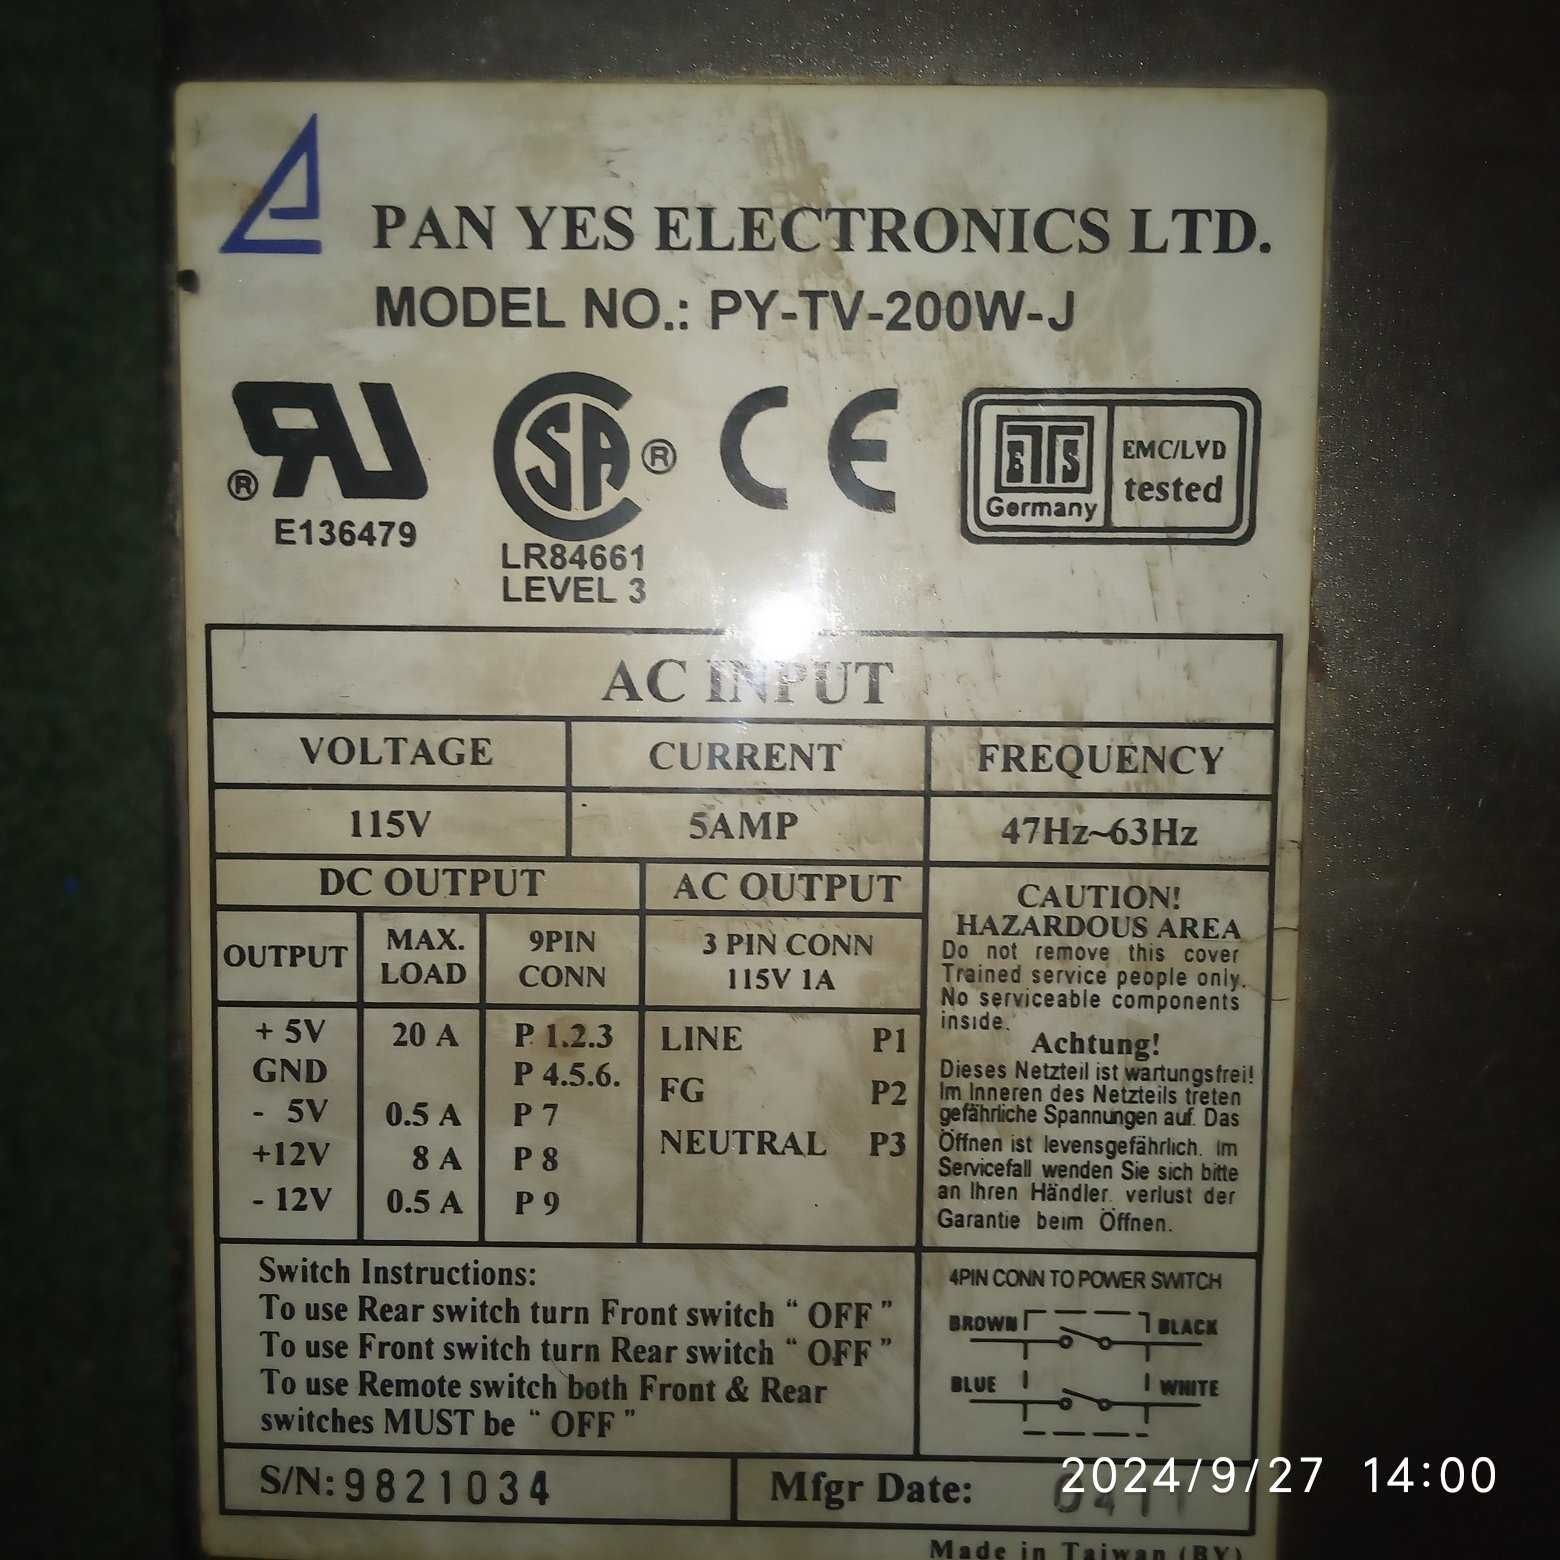 PAN YES ELECTRONICS LTD.
MODEL NO.: PY-TV-200W-J
® E136479
CSA ®
LR84661
LEVEL 3
CE
ETS
Germany
EMC/LVD
tested
AC INPUT
VOLTAGE CURRENT FREQUENCY
115V 5AMP 47Hz~63Hz
DC OUTPUT AC OUTPUT
OUTPUT MAX. LOAD 9PIN CONN 3 PIN CONN 115V 1A
+ 5V 20 A P 1.2.3
GND P 4.5.6.
- 5V 0.5 A P 7
+12V 8 A P 8
- 12V 0.5 A P 9
LINE P1
FG P2
NEUTRAL P3
CAUTION!
HAZARDOUS AREA
Do not remove this cover
Trained service people only.
No serviceable components
inside.
Achtung!
Dieses Netzteil ist wartungsfrei!
Im Inneren des Netzteils treten
gefährliche Spannungen auf. Das
Öffnen ist levensgefährlich. Im
Servicefall wenden Sie sich bitte
an Ihren Händler. verlust der
Garantie beim Öffnen.
Switch Instructions:
To use Rear switch turn Front switch “ OFF ”
To use Front switch turn Rear switch “ OFF ”
To use Remote switch both Front & Rear
switches MUST be “ OFF ”
4PIN CONN TO POWER SWITCH
BROWN BLACK
BLUE WHITE
S/N: 9821034
Mfgr Date:
2024/9/27 14:00
Made in Taiwan (BY)